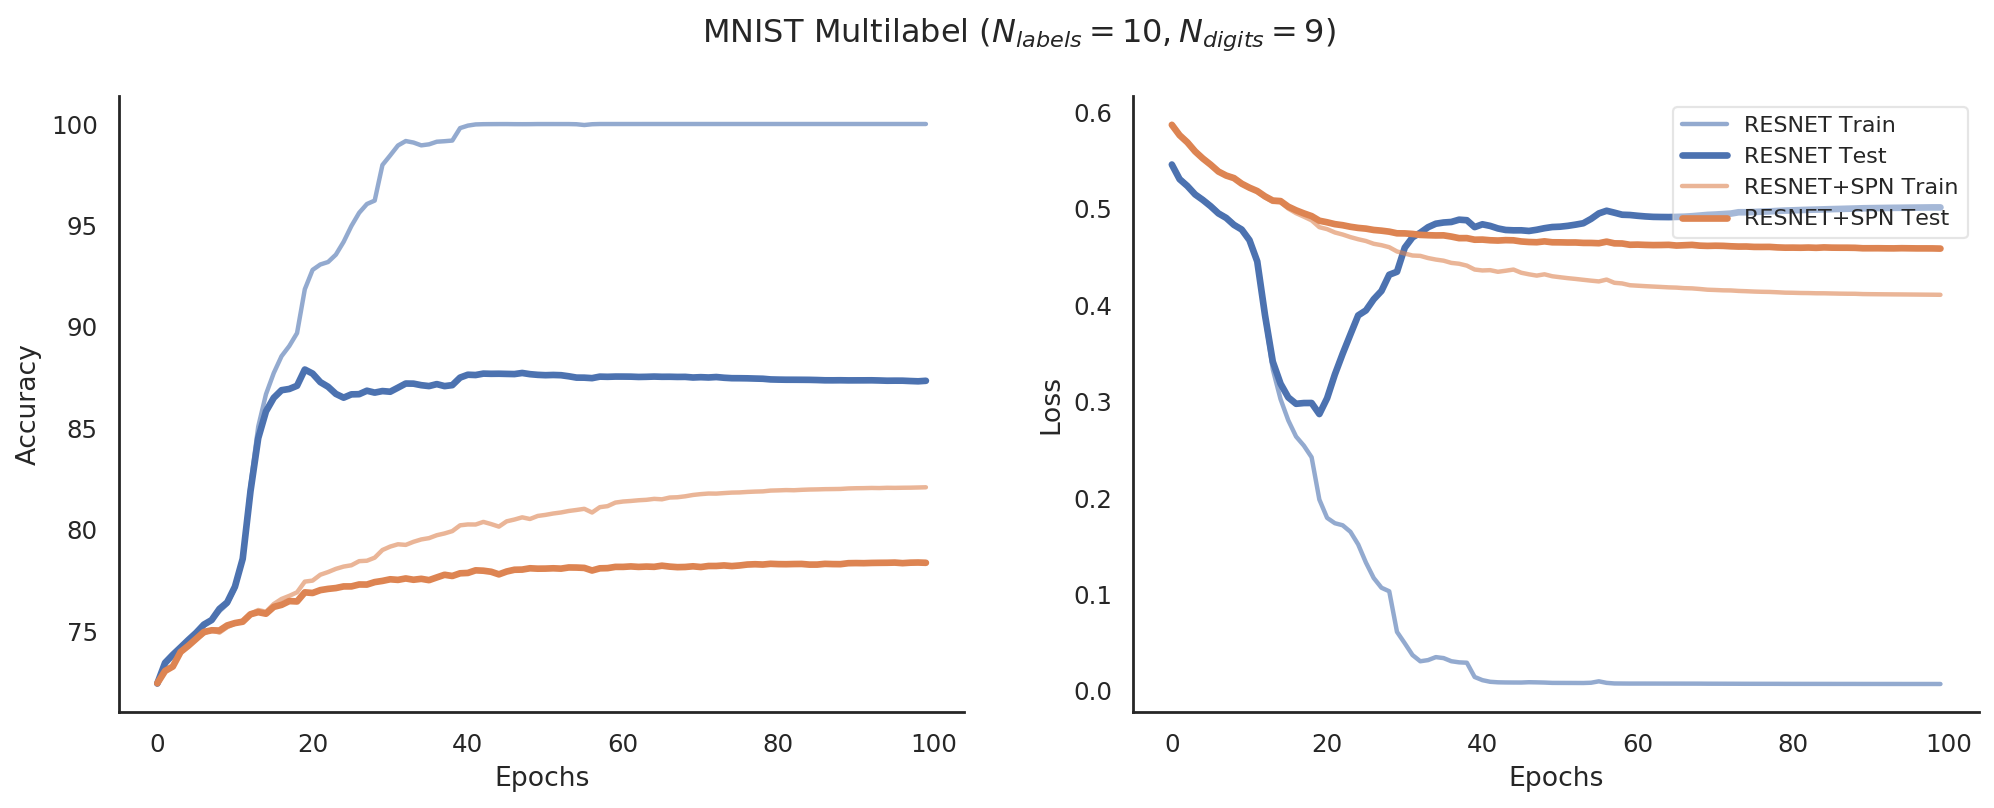 MNIST Multilabel (N_labels = 10, N_digits = 9)
Accuracy
100
95
90
85
80
75
0 20 40 60 80 100
Epochs
Loss
0.6
0.5
0.4
0.3
0.2
0.1
0.0
0 20 40 60 80 100
Epochs
RESNET Train
RESNET Test
RESNET+SPN Train
RESNET+SPN Test